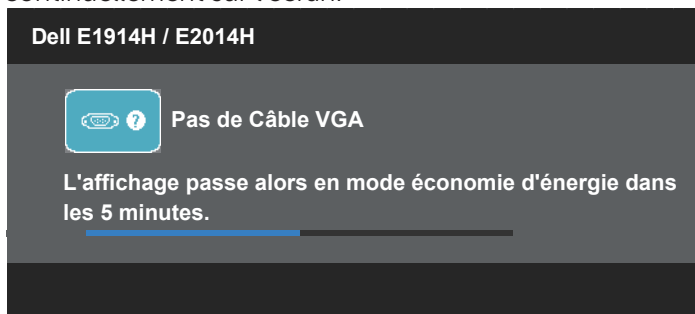 Dell E1914H / E2014H
Pas de Câble VGA
L'affichage passe alors en mode économie d'énergie dans
les 5 minutes.